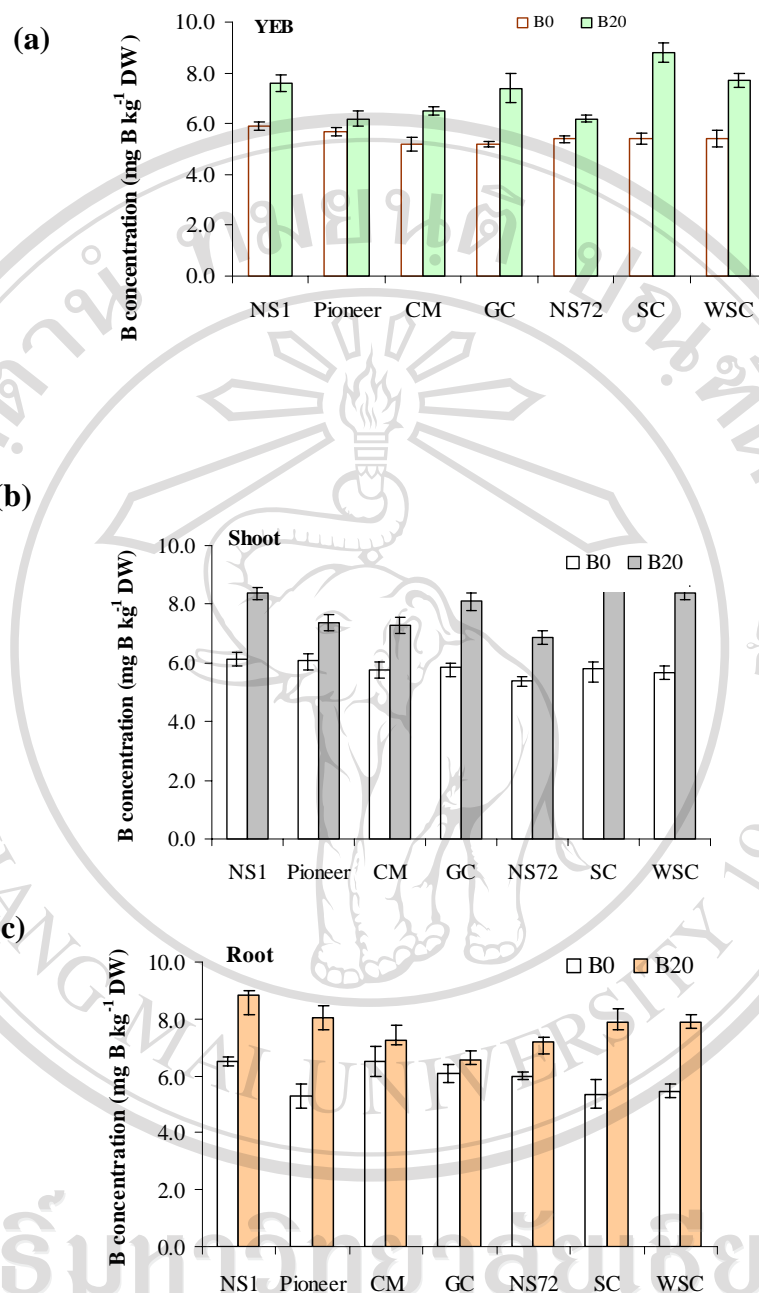 (a)
YEB
B0 B20
B concentration (mg B kg-1 DW)
10.0
8.0
6.0
4.0
2.0
0.0
NS1 Pioneer CM GC NS72 SC WSC
(b)
Shoot
B0 B20
B concentration (mg B kg-1 DW)
10.0
8.0
6.0
4.0
2.0
0.0
NS1 Pioneer CM GC NS72 SC WSC
c)
Root
B0 B20
B concentration (mg B kg-1 DW)
10.0
8.0
6.0
4.0
2.0
0.0
NS1 Pioneer CM GC NS72 SC WSC
HANG MAI UNIVERSITY